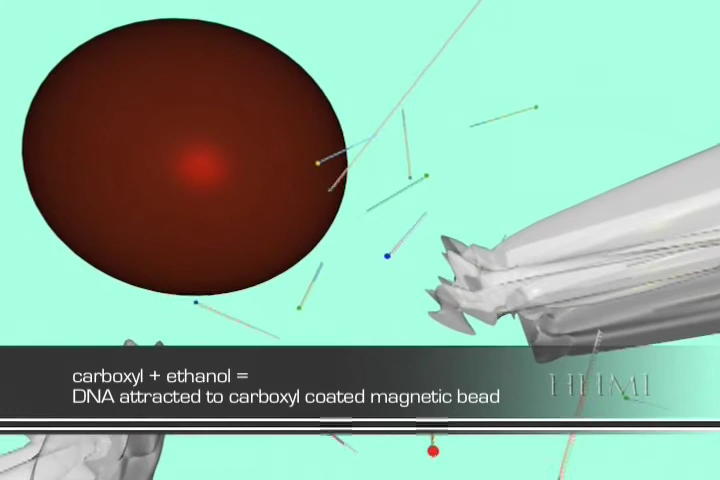 carboxyl + ethanol =
DNA attracted to carboxyl coated magnetic bead
HHMI